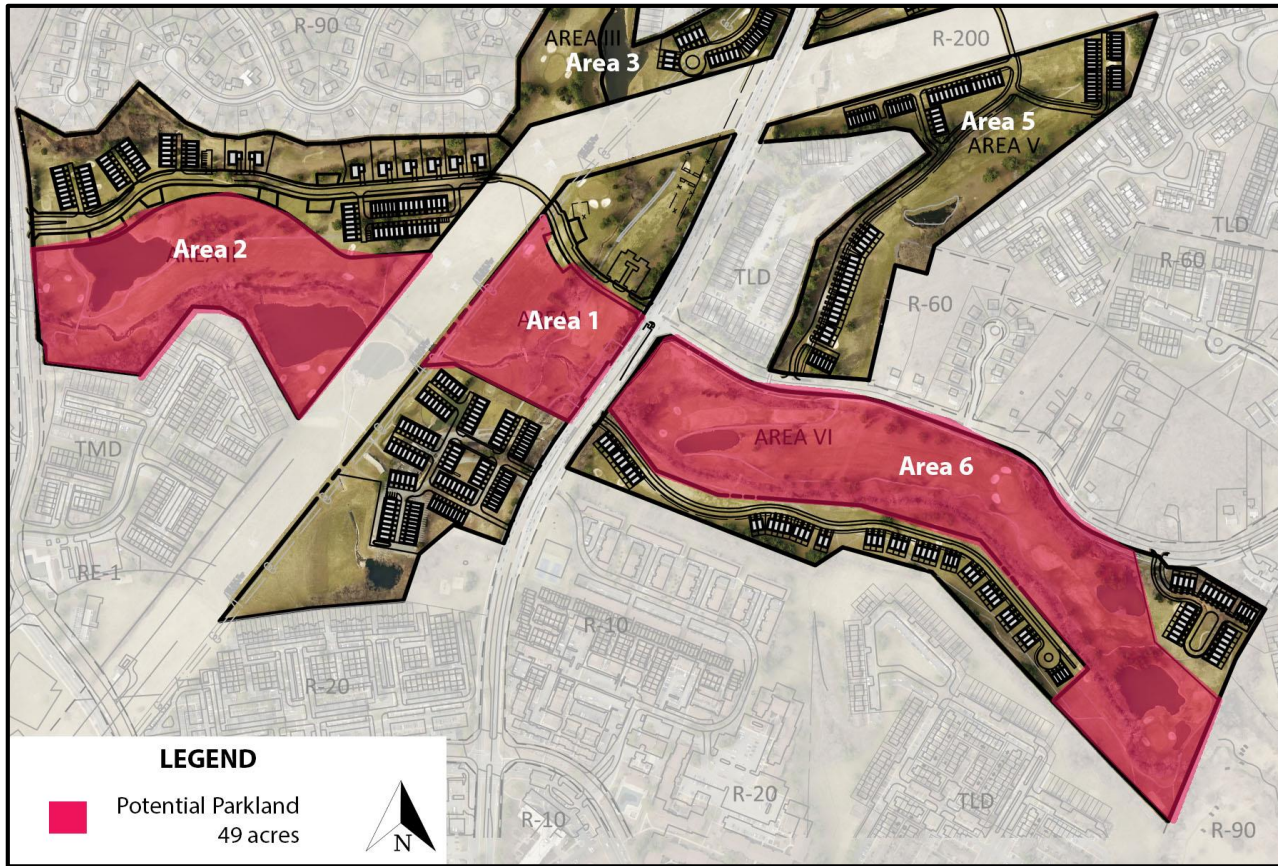 R-90
AREA III
Area 3
R-200
Area 5
AREA V
Area 2
TLD
TLD
R-60
R-60
Area 1
AREA VI
Area 6
TMD
RE-1
R-10
R-20
R-20
TLD
R-10
R-90
LEGEND
Potential Parkland
49 acres
N